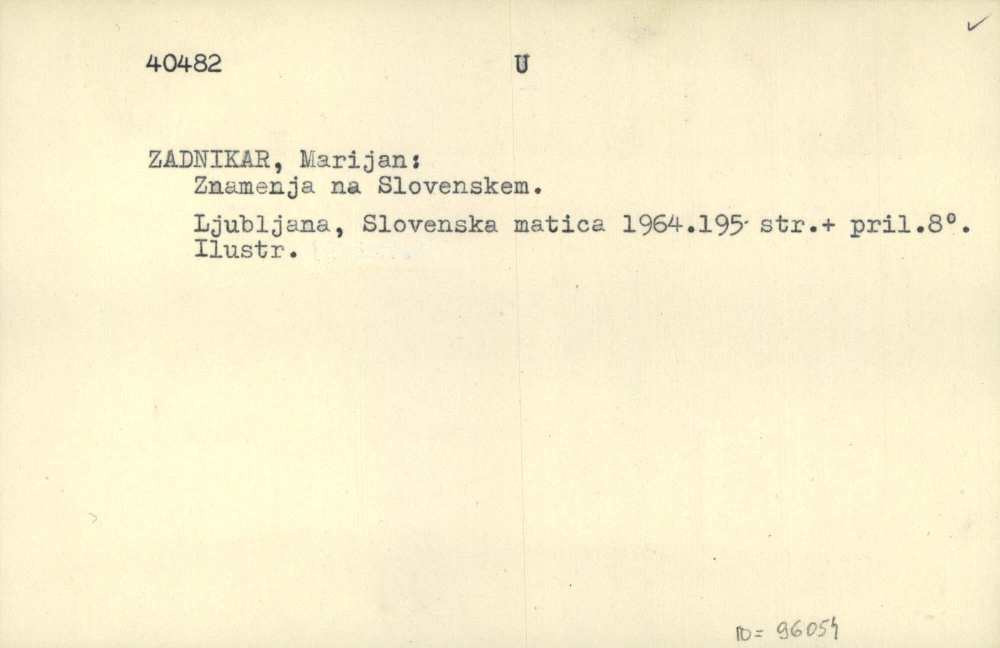 40482 U
ZADNIKAR, Marijan:
Znamenja na Slovenskem.
Ljubljana, Slovenska matica 1964.195 str.+ pril.8°.
Ilustr.
ID= 96054